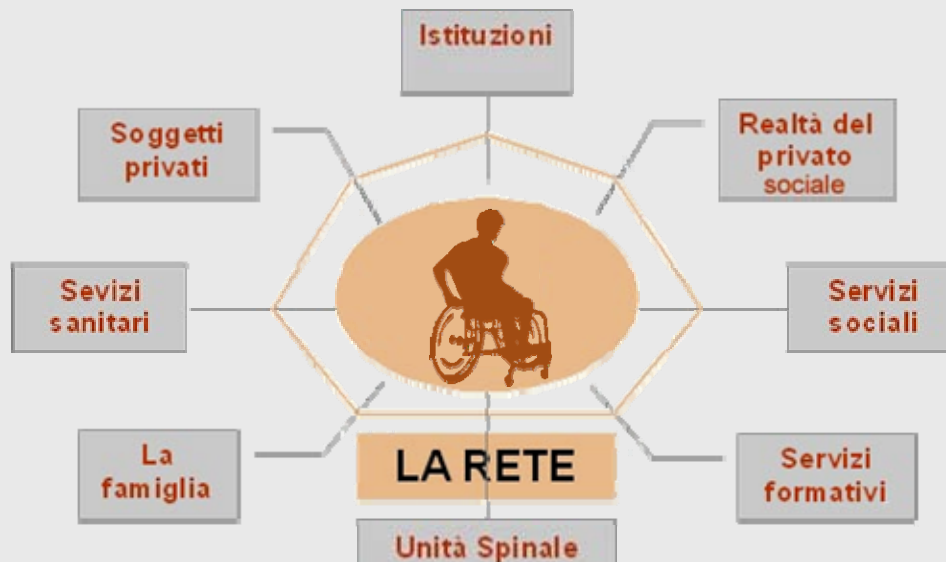 Istituzioni
Soggetti
privati
Realtà del
privato
sociale
Sevizi
sanitari
Servizi
sociali
La
famiglia
LA RETE
Servizi
formativi
Unità Spinale